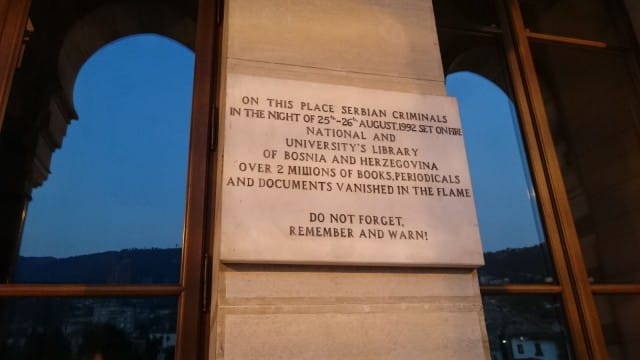 ON THIS PLACE SERBIAN CRIMINALS
IN THE NIGHT OF 25TH-26TH AUGUST,1992. SET ON FIRE
NATIONAL AND
UNIVERSITY'S LIBRARY
OF BOSNIA AND HERZEGOVINA
OVER 2 MILLIONS OF BOOKS,PERIODICALS
AND DOCUMENTS VANISHED IN THE FLAME
DO NOT FORGET,
REMEMBER AND WARN!